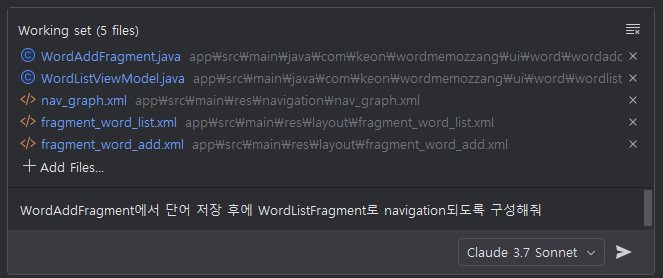 Working set (5 files)
WordAddFragment.java app₩src₩main₩java₩com₩keon₩wordmemozzang₩ui₩word₩wordadd
WordListViewModel.java app₩src₩main₩java₩com₩keon₩wordmemozzang₩ui₩word₩wordlist
nav_graph.xml app₩src₩main₩res₩navigation₩nav_graph.xml
fragment_word_list.xml app₩src₩main₩res₩layout₩fragment_word_list.xml
fragment_word_add.xml app₩src₩main₩res₩layout₩fragment_word_add.xml
Add Files...
WordAddFragment에서 단어 저장 후에 WordListFragment로 navigation되도록 구성해줘
Claude 3.7 Sonnet